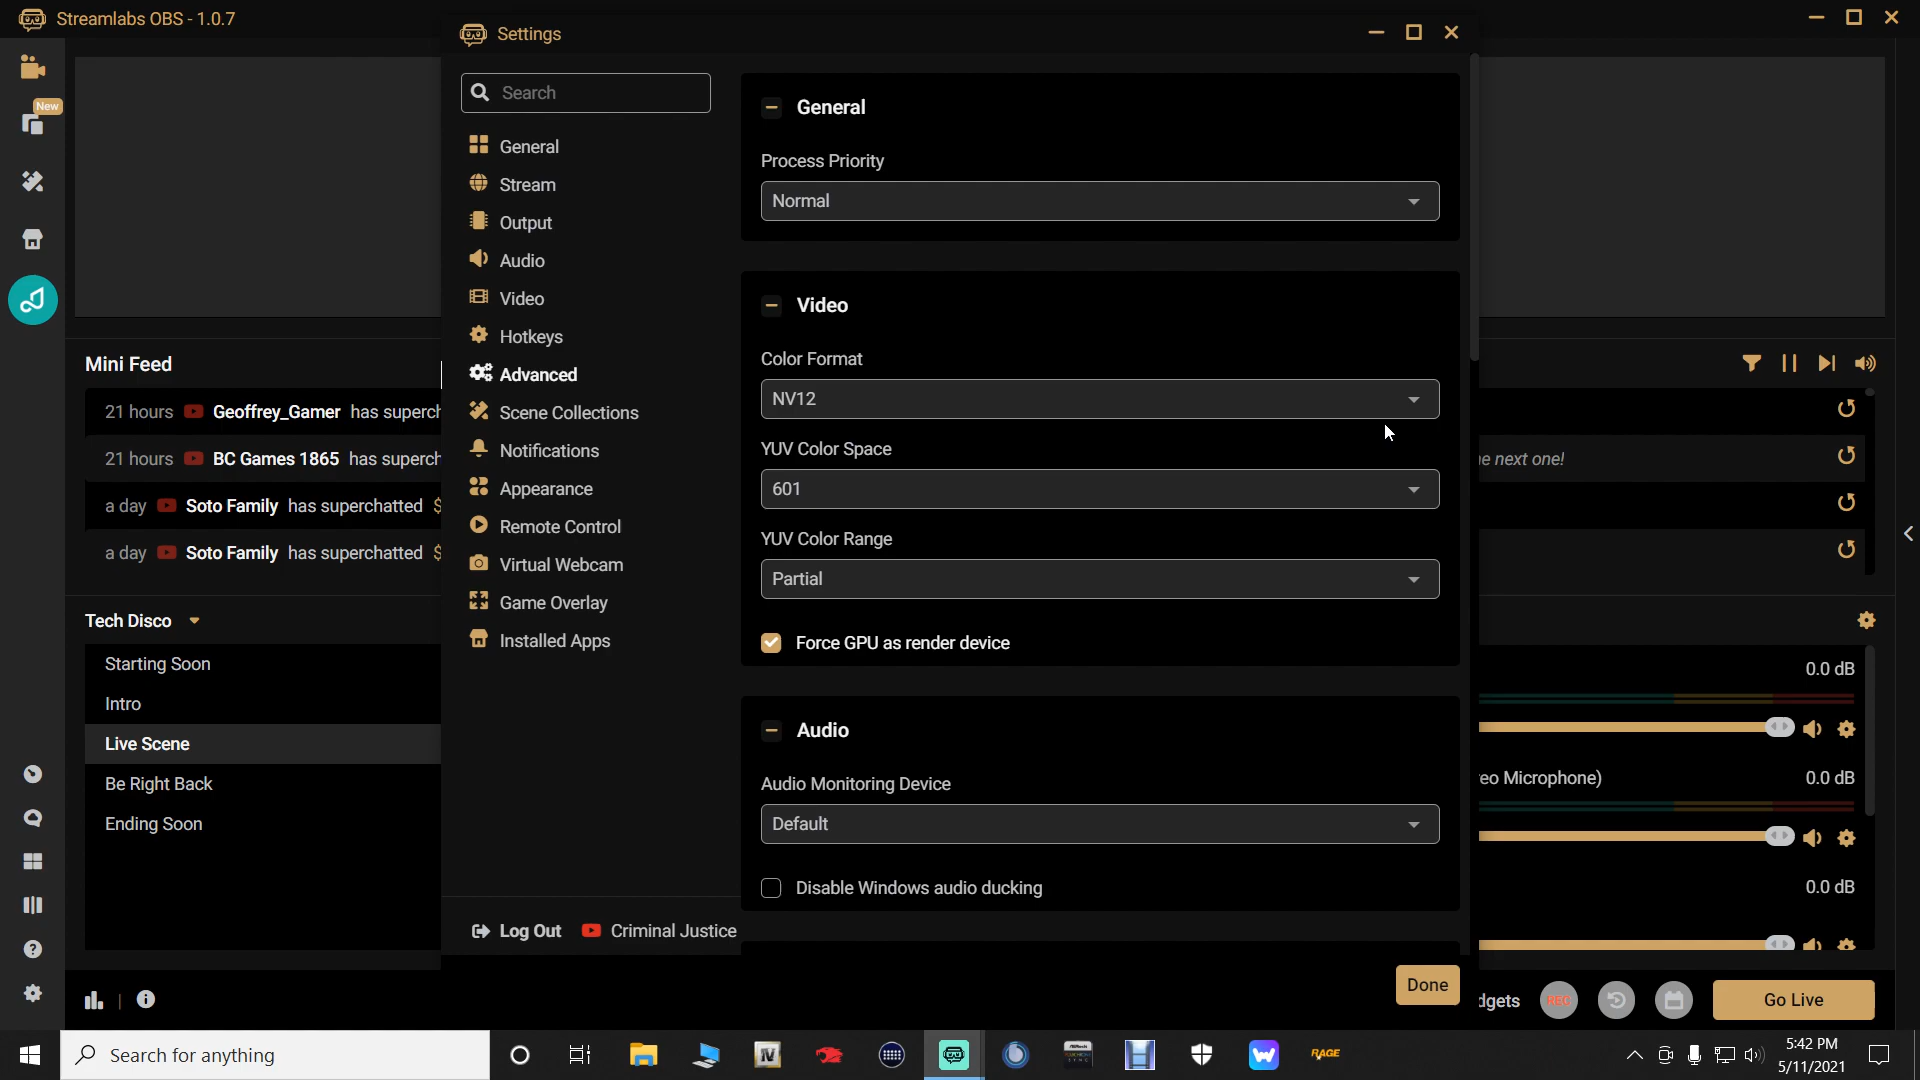 Streamlabs OBS - 1.0.7
Settings
Search
New
General
Stream
Output
Audio
Video
Hotkeys
Advanced
Scene Collections
Notifications
Appearance
Remote Control
Virtual Webcam
Game Overlay
Installed Apps
Log Out
Criminal Justice
General
Process Priority
Normal
Video
Color Format
NV12
YUV Color Space
601
YUV Color Range
Partial
Force GPU as render device
Audio
Audio Monitoring Device
Default
Disable Windows audio ducking
Done
Mini Feed
21 hours Geoffrey_Gamer has superch
21 hours BC Games 1865 has superch
a day Soto Family has superchatted $
a day Soto Family has superchatted $
e next one!
Tech Disco
Starting Soon
Intro
Live Scene
Be Right Back
Ending Soon
0.0 dB
eo Microphone) 0.0 dB
0.0 dB
dgets
REC
Go Live
Search for anything
IV
RAGE
5:42 PM
5/11/2021